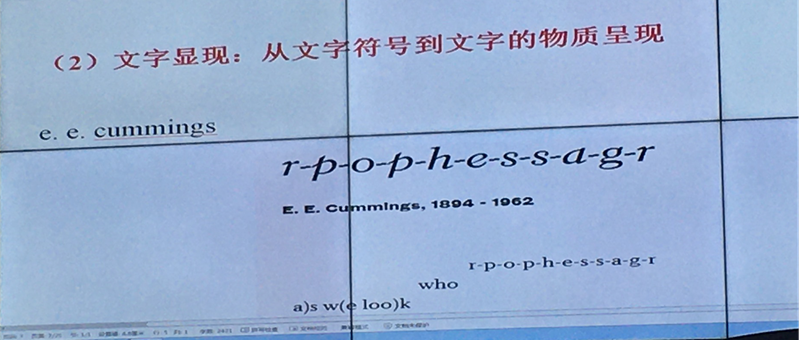 （2）文字显现：从文字符号到文字的物质呈现
e. e. cummings
r-p-o-p-h-e-s-s-a-g-r
E. E. Cummings, 1894 - 1962
r-p-o-p-h-e-s-s-a-g-r
who
a)s w(e loo)k